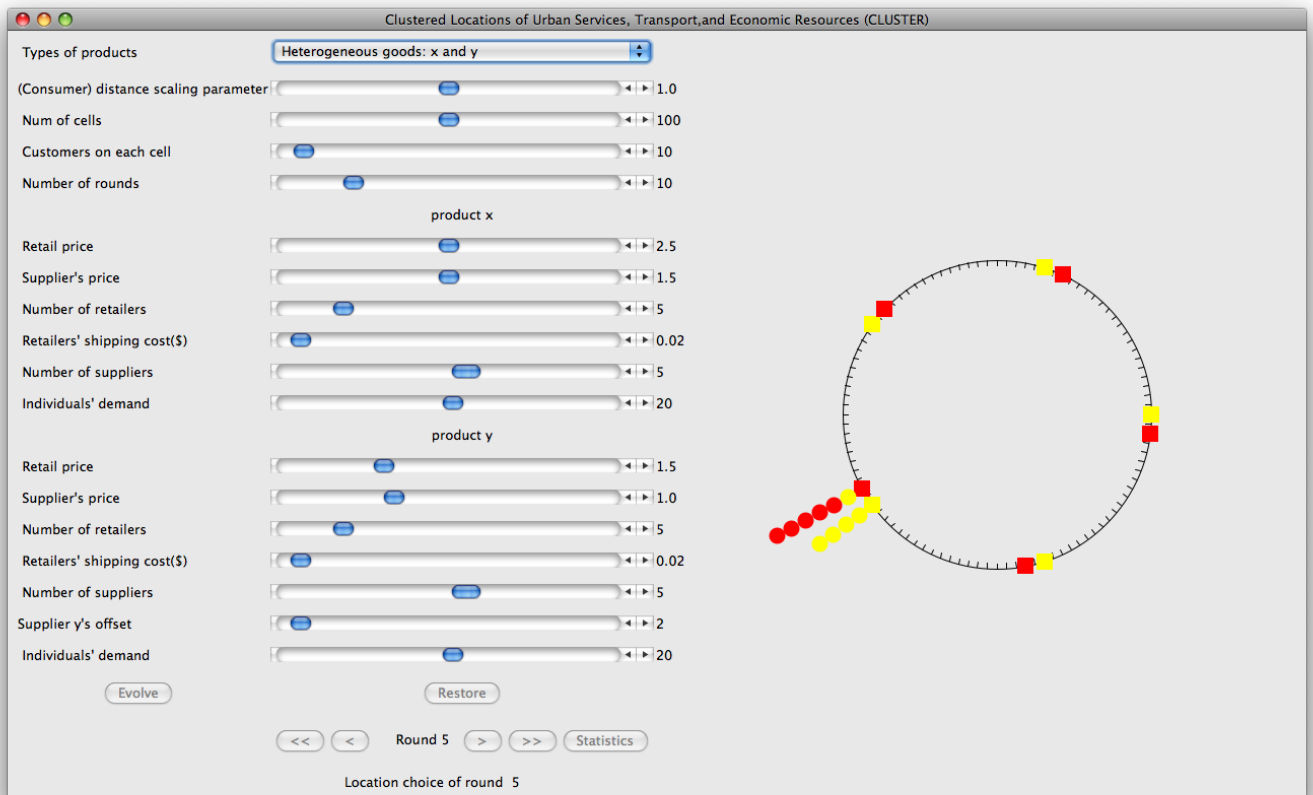 Clustered Locations of Urban Services, Transport,and Economic Resources (CLUSTER)
Types of products Heterogeneous goods: x and y
(Consumer) distance scaling parameter 1.0
Num of cells 100
Customers on each cell 10
Number of rounds 10
product x
Retail price 2.5
Supplier's price 1.5
Number of retailers 5
Retailers' shipping cost($) 0.02
Number of suppliers 5
Individuals' demand 20
product y
Retail price 1.5
Supplier's price 1.0
Number of retailers 5
Retailers' shipping cost($) 0.02
Number of suppliers 5
Supplier y's offset 2
Individuals' demand 20
Evolve Restore
<< < Round 5 > >> Statistics
Location choice of round 5